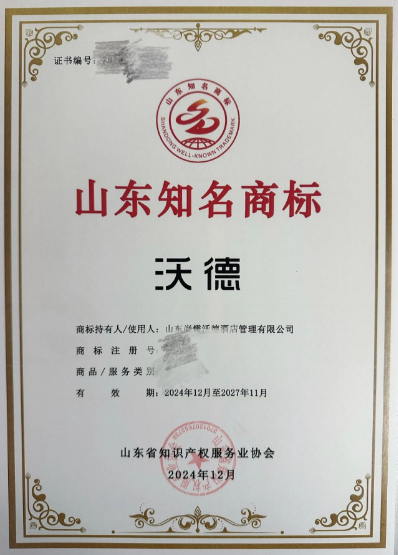 证书编号：
山东知名商标
SHANDONG WELL-KNOWN TRADEMARK
山东知名商标
沃德
商标持有人/使用人：山东 沃德酒店管理有限公司
商标注册号
商品/服务类别
有效期：2024年12月至2027年11月
山东省知识产权服务业协会
2024年12月